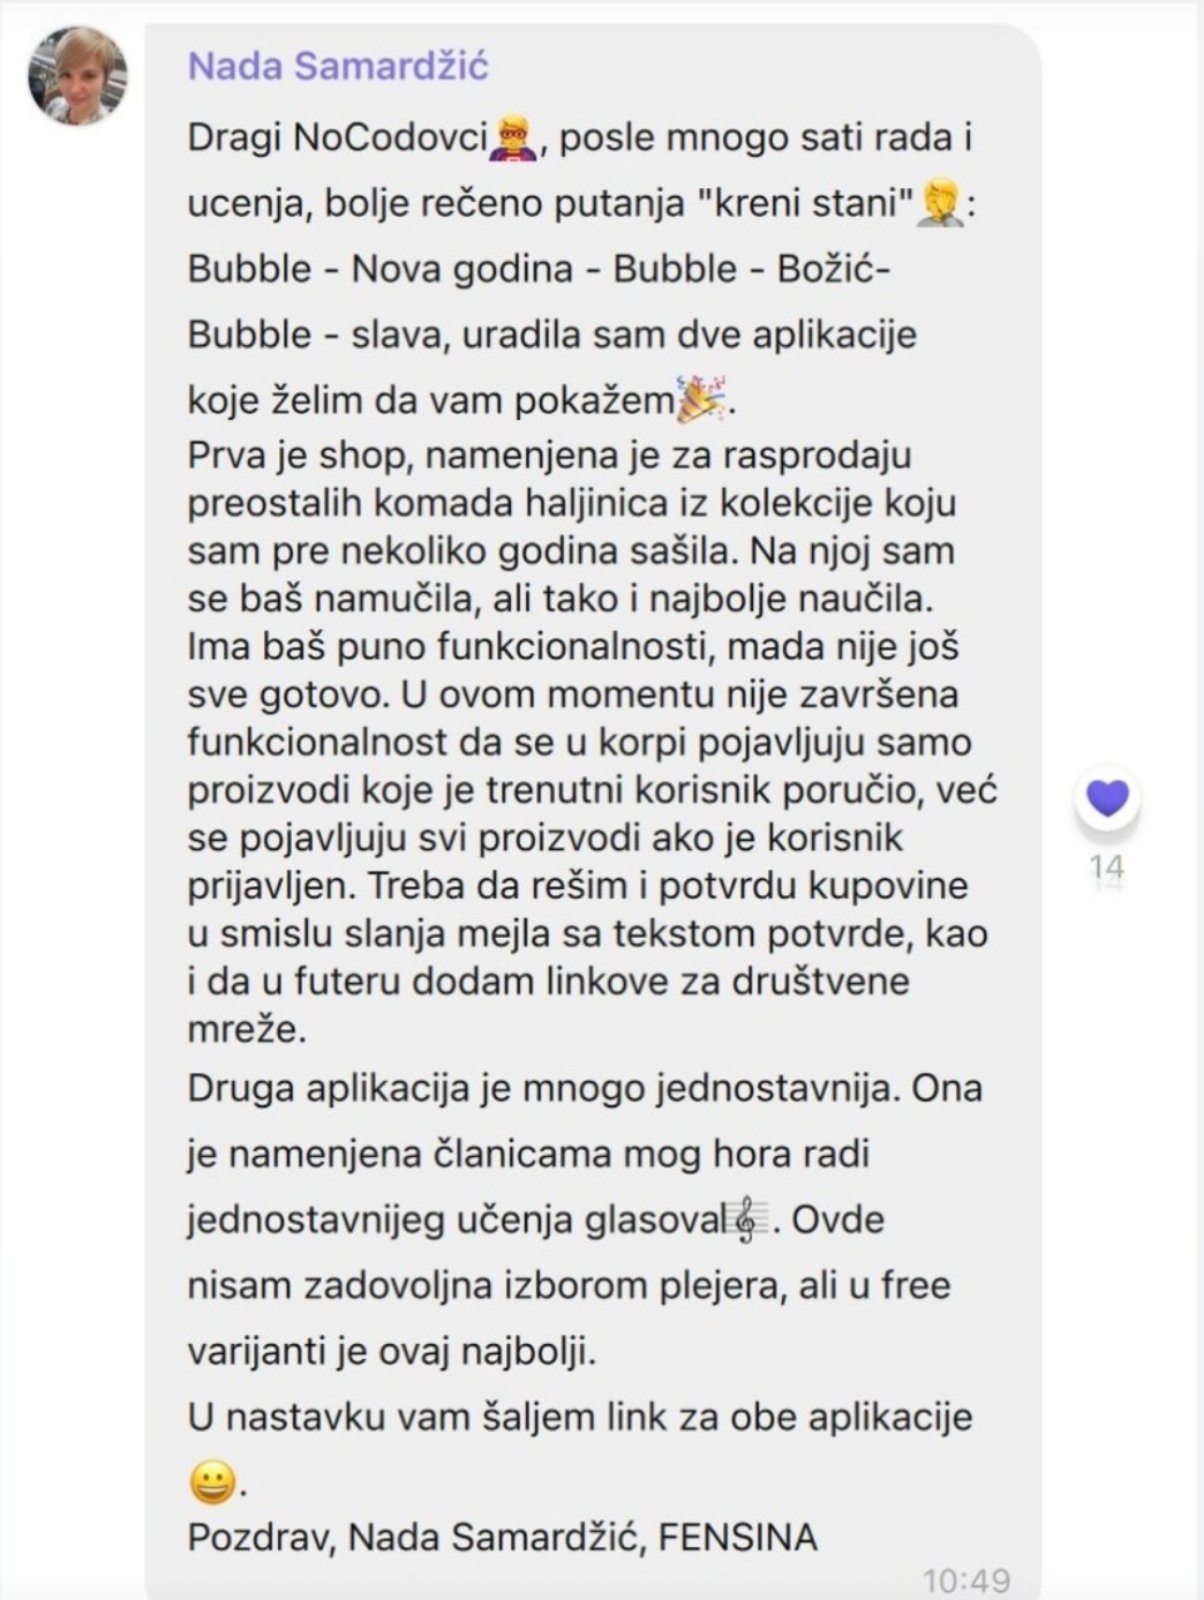 Nada Samardžić
Dragi NoCodovci🦸, posle mnogo sati rada i
ucenja, bolje rečeno putanja "kreni stani"🤦:
Bubble - Nova godina - Bubble - Božić-
Bubble - slava, uradila sam dve aplikacije
koje želim da vam pokažem🎉.
Prva je shop, namenjena je za rasprodaju
preostalih komada haljinica iz kolekcije koju
sam pre nekoliko godina sašila. Na njoj sam
se baš namučila, ali tako i najbolje naučila.
Ima baš puno funkcionalnosti, mada nije još
sve gotovo. U ovom momentu nije završena
funkcionalnost da se u korpi pojavljuju samo
proizvodi koje je trenutni korisnik poručio, već
se pojavljuju svi proizvodi ako je korisnik
prijavljen. Treba da rešim i potvrdu kupovine
u smislu slanja mejla sa tekstom potvrde, kao
i da u futeru dodam linkove za društvene
mreže.
Druga aplikacija je mnogo jednostavnija. Ona
je namenjena članicama mog hora radi
jednostavnijeg učenja glasova🎼. Ovde
nisam zadovoljna izborom plejera, ali u free
varijanti je ovaj najbolji.
U nastavku vam šaljem link za obe aplikacije
😀.
Pozdrav, Nada Samardžić, FENSINA
10:49
14